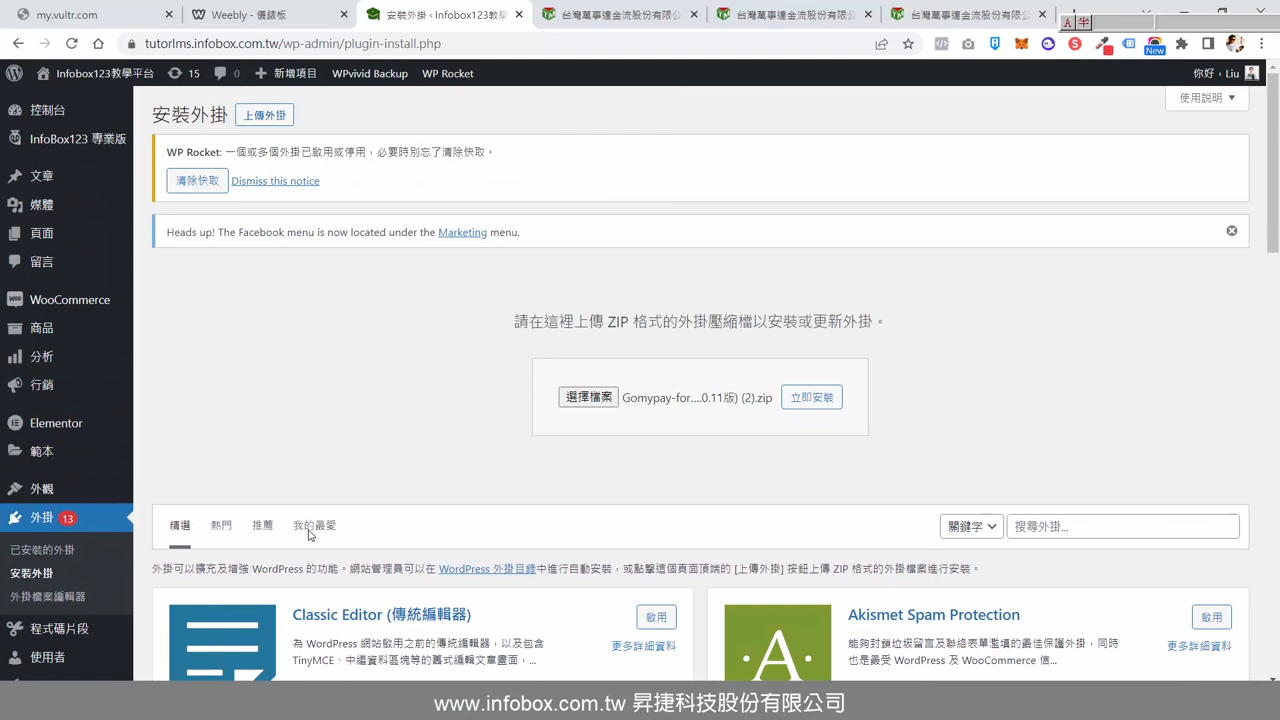 my.vultr.com
Weebly - 儀錶板
安裝外掛 ‹ Infobox123教學
台灣萬事達金流股份有限公
台灣萬事達金流股份有限公
台灣萬事達金流股份有限公
A 半
tutorlms.infobox.com.tw/wp-admin/plugin-install.php
New
Infobox123教學平台
15
0
新增項目
WPvivid Backup
WP Rocket
你好，Liu
控制台
InfoBox123 專業版
文章
媒體
頁面
留言
WooCommerce
商品
分析
行銷
Elementor
範本
外觀
外掛 13
已安裝的外掛
安裝外掛
外掛檔案編輯器
程式碼片段
使用者
安裝外掛 上傳外掛
使用說明
WP Rocket: 一個或多個外掛已啟用或停用，必要時別忘了清除快取。
清除快取 Dismiss this notice
Heads up! The Facebook menu is now located under the Marketing menu.
請在這裡上傳 ZIP 格式的外掛壓縮檔以安裝或更新外掛。
選擇檔案 Gomypay-for....0.11版) (2).zip 立即安裝
精選 熱門 推薦 我的最愛 關鍵字 搜尋外掛...
外掛可以擴充及增強 WordPress 的功能。網站管理員可以在 WordPress 外掛目錄中進行自動安裝，或點擊這個頁面頂端的 [上傳外掛] 按鈕上傳 ZIP 格式的外掛檔案進行安裝。
Classic Editor (傳統編輯器)
啟用
更多詳細資料
為 WordPress 網站啟用之前的傳統編輯器，以及包含
TinyMCE、中繼資料區塊等的舊式編輯文章畫面，...
Akismet Spam Protection
啟用
更多詳細資料
能夠封鎖垃圾留言及聯絡表單濫填的最佳保護外掛，同時
也是最受 WordPress 及 WooCommerce 信...
www.infobox.com.tw 昇捷科技股份有限公司